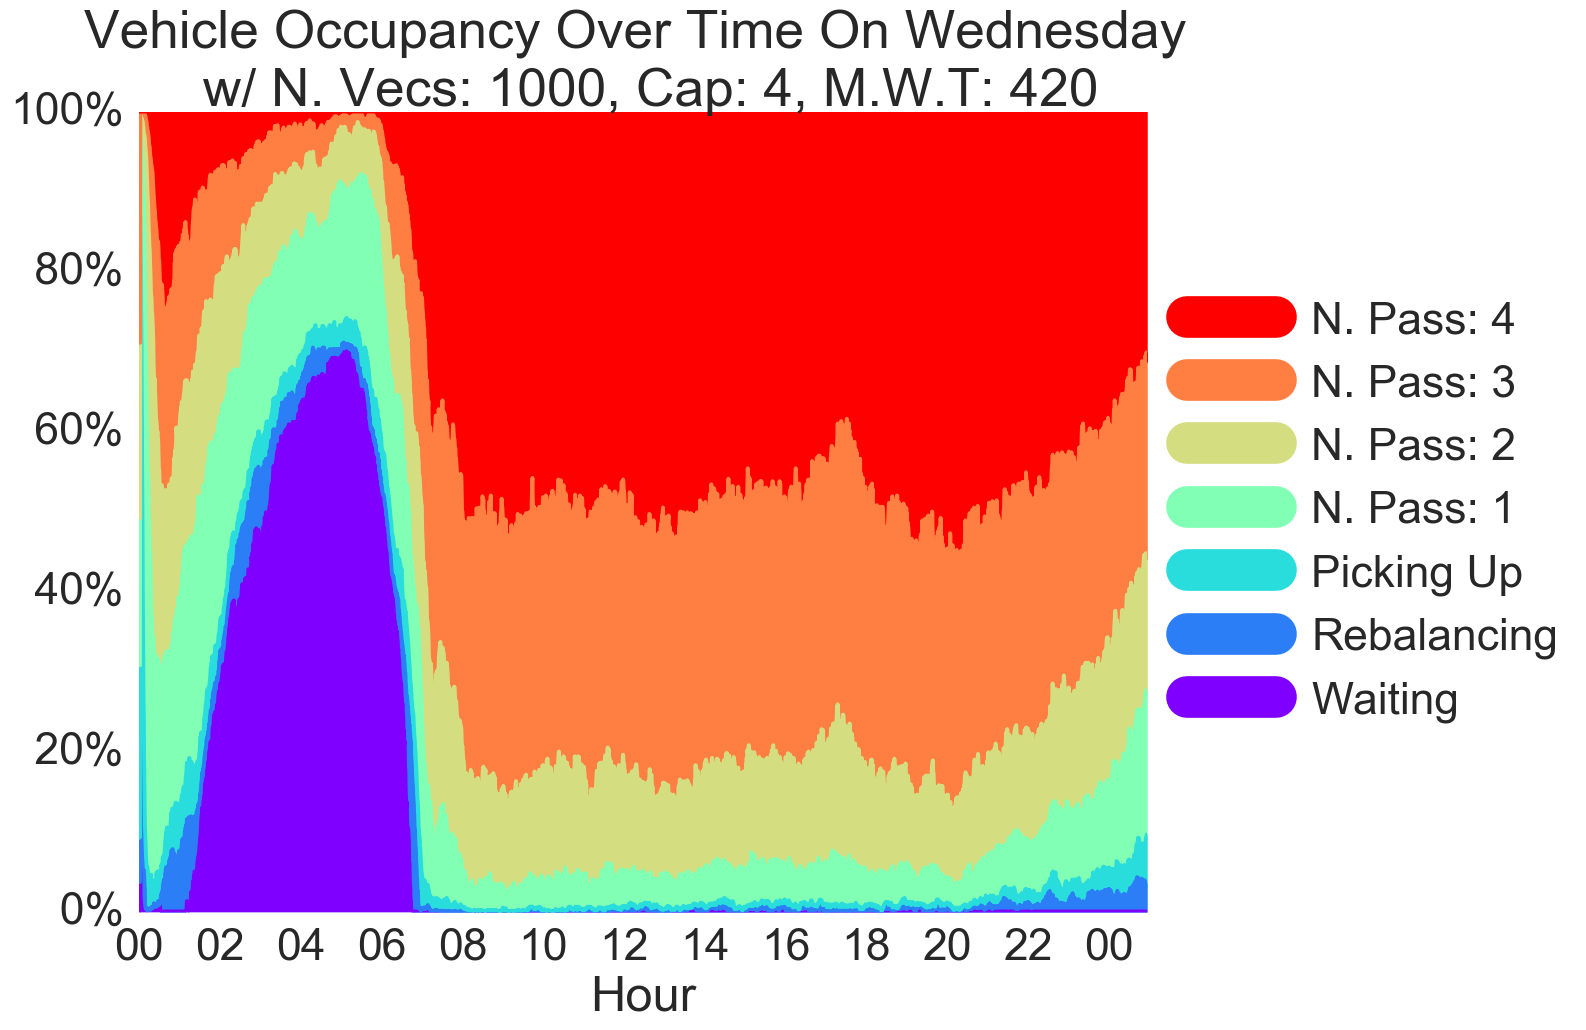 Vehicle Occupancy Over Time On Wednesday
w/ N. Vecs: 1000, Cap: 4, M.W.T: 420
100%
80%
60%
40%
20%
0%
00 02 04 06 08 10 12 14 16 18 20 22 00
Hour
N. Pass: 4
N. Pass: 3
N. Pass: 2
N. Pass: 1
Picking Up
Rebalancing
Waiting